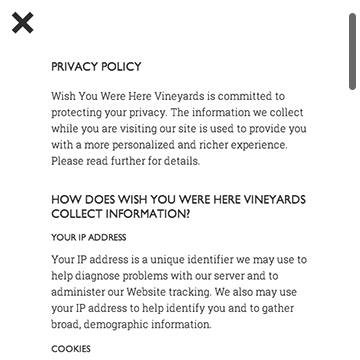 PRIVACY POLICY
Wish You Were Here Vineyards is committed to
protecting your privacy. The information we collect
while you are visiting our site is used to provide you
with a more personalized and richer experience.
Please read further for details.
HOW DOES WISH YOU WERE HERE VINEYARDS
COLLECT INFORMATION?
YOUR IP ADDRESS
Your IP address is a unique identifier we may use to
help diagnose problems with our server and to
administer our Website tracking. We also may use
your IP address to help identify you and to gather
broad, demographic information.
COOKIES